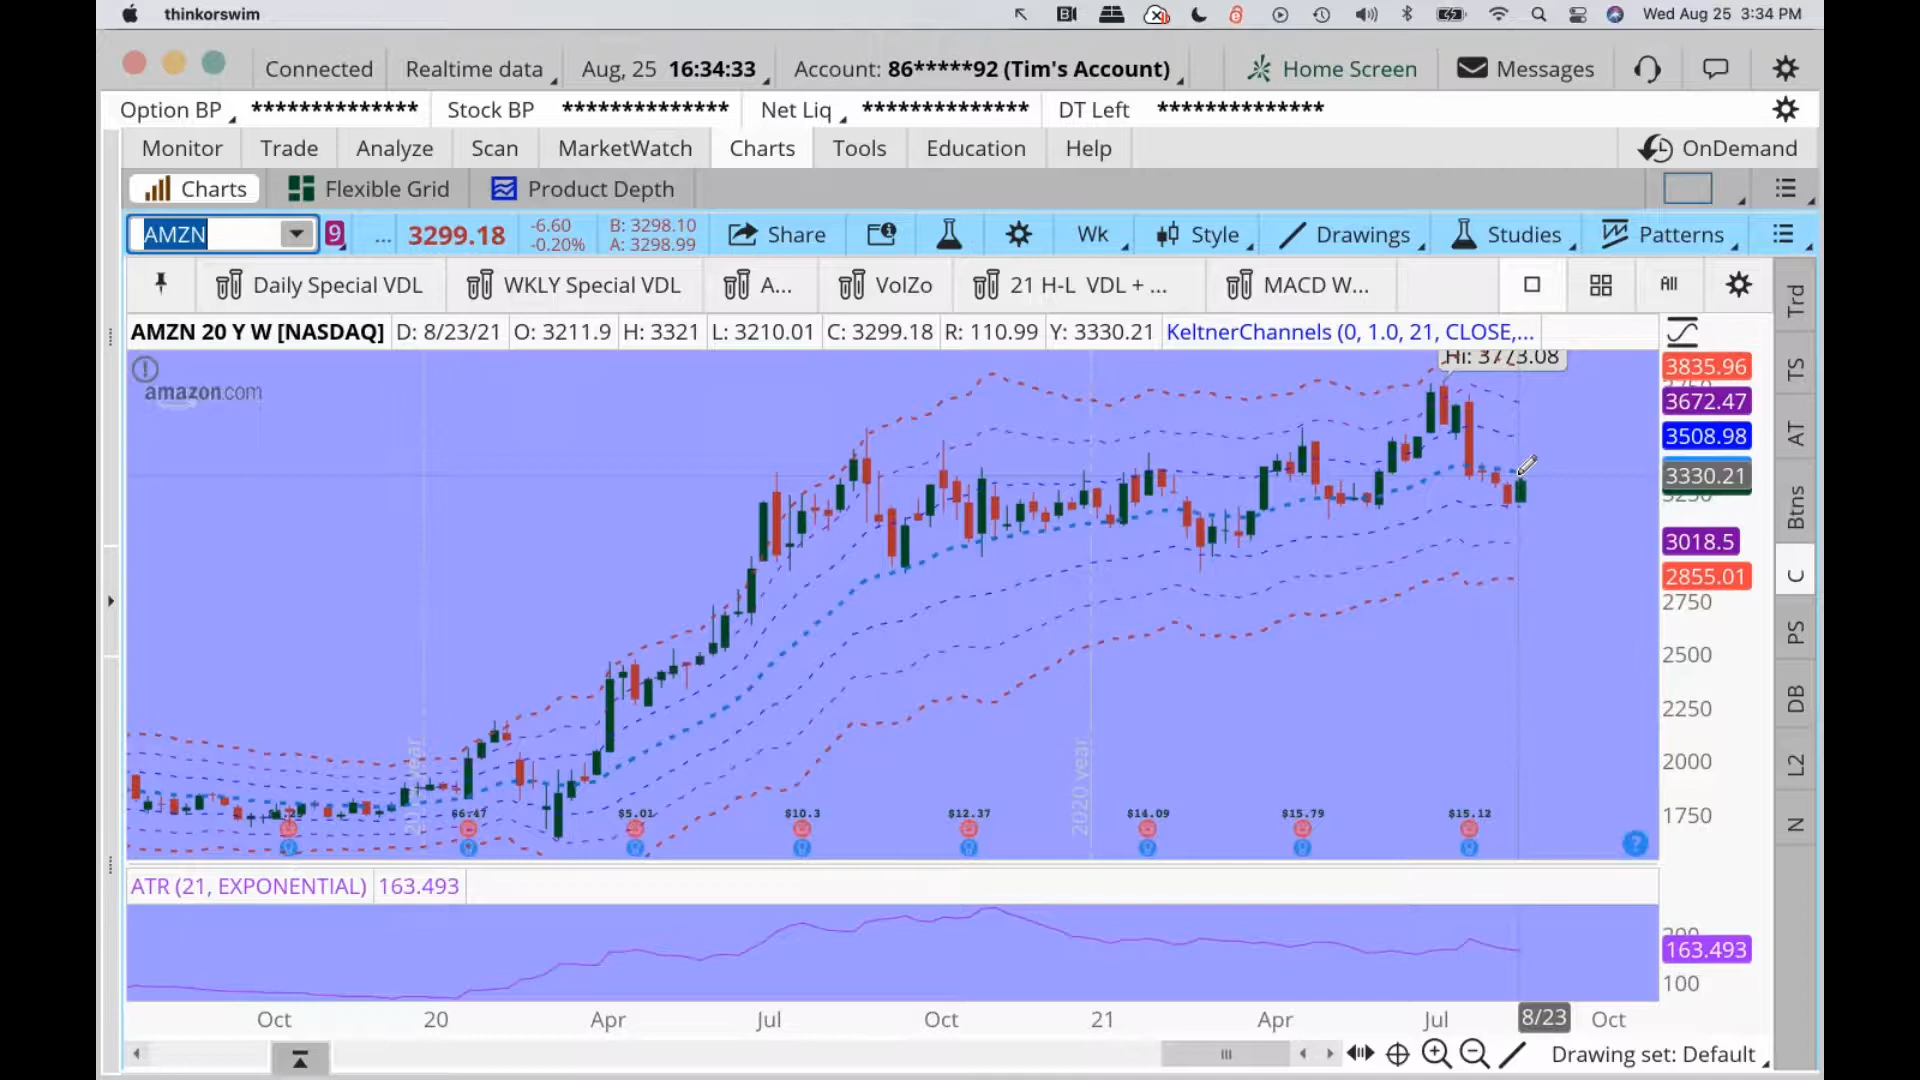 thinkorswim Wed Aug 25 3:34 PM
Connected Realtime data Aug, 25 16:34:33 Account: 86*****92 (Tim's Account) Home Screen Messages
Option BP ************** Stock BP ************** Net Liq ************** DT Left **************
Monitor Trade Analyze Scan MarketWatch Charts Tools Education Help OnDemand
Charts Flexible Grid Product Depth
AMZN 9 ... 3299.18 -6.60 B: 3298.10 Share Wk Style Drawings Studies Patterns
-0.20% A: 3298.99
Daily Special VDL WKLY Special VDL A... VolZo 21 H-L VDL + ... MACD W... All
AMZN 20 Y W [NASDAQ] D: 8/23/21 O: 3211.9 H: 3321 L: 3210.01 C: 3299.18 R: 110.99 Y: 3330.21 KeltnerChannels (0, 1.0, 21, CLOSE,...
Hi: 3773.08
amazon.com
3835.96
3672.47
3508.98
3330.21
3018.5
2855.01
2750
2500
2250
2000
1750
2020 year
$6.47 $5.01 $10.3 $12.37 $14.09 $15.79 $15.12
?
ATR (21, EXPONENTIAL) 163.493
163.493
100
Oct 20 Apr Jul Oct 21 Apr Jul 8/23 Oct
Drawing set: Default
Trd
TS
AT
Btns
C
PS
DB
L2
N